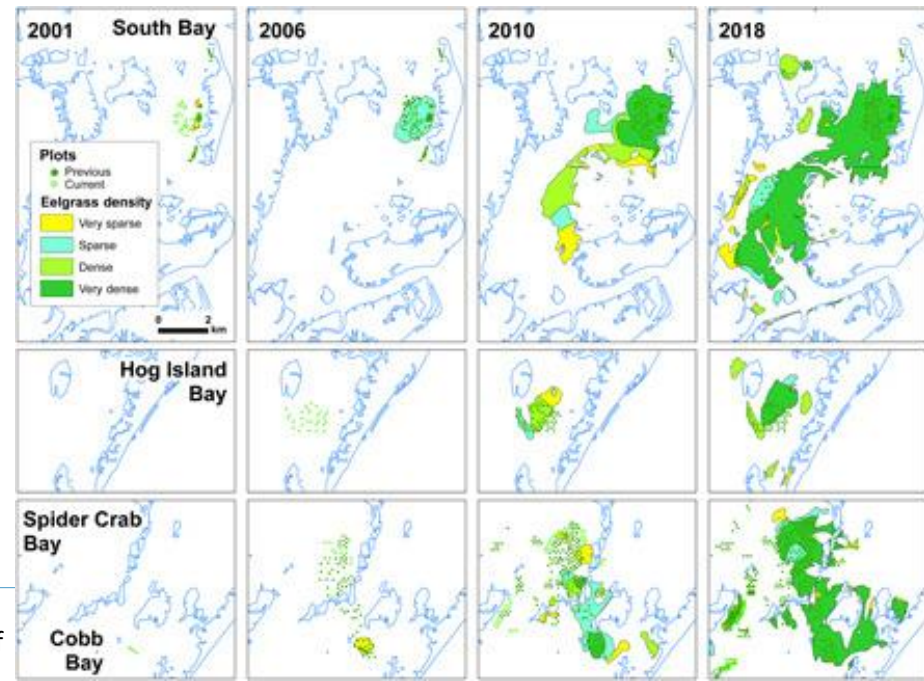 2001 South Bay
2006
2010
2018
Plots
Previous
Current
Eelgrass density
Very sparse
Sparse
Dense
Very dense
0 2
km
Hog Island
Bay
Spider Crab
Bay
Cobb
Bay